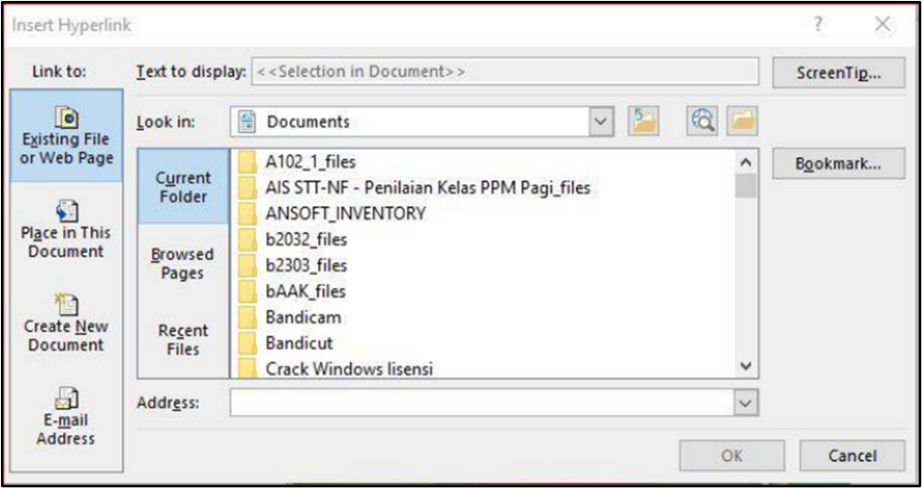 Insert Hyperlink
?
Link to:
Text to display: <<Selection in Document>>
ScreenTip...
Existing File
or Web Page
Place in This
Document
Create New
Document
E-mail
Address
Look in:
Documents
Current
Folder
Browsed
Pages
Recent
Files
A102_1_files
AIS STT-NF - Penilaian Kelas PPM Pagi_files
ANSOFT_INVENTORY
b2032_files
b2303_files
bAAK_files
Bandicam
Bandicut
Crack Windows lisensi
Bookmark...
Address:
OK
Cancel